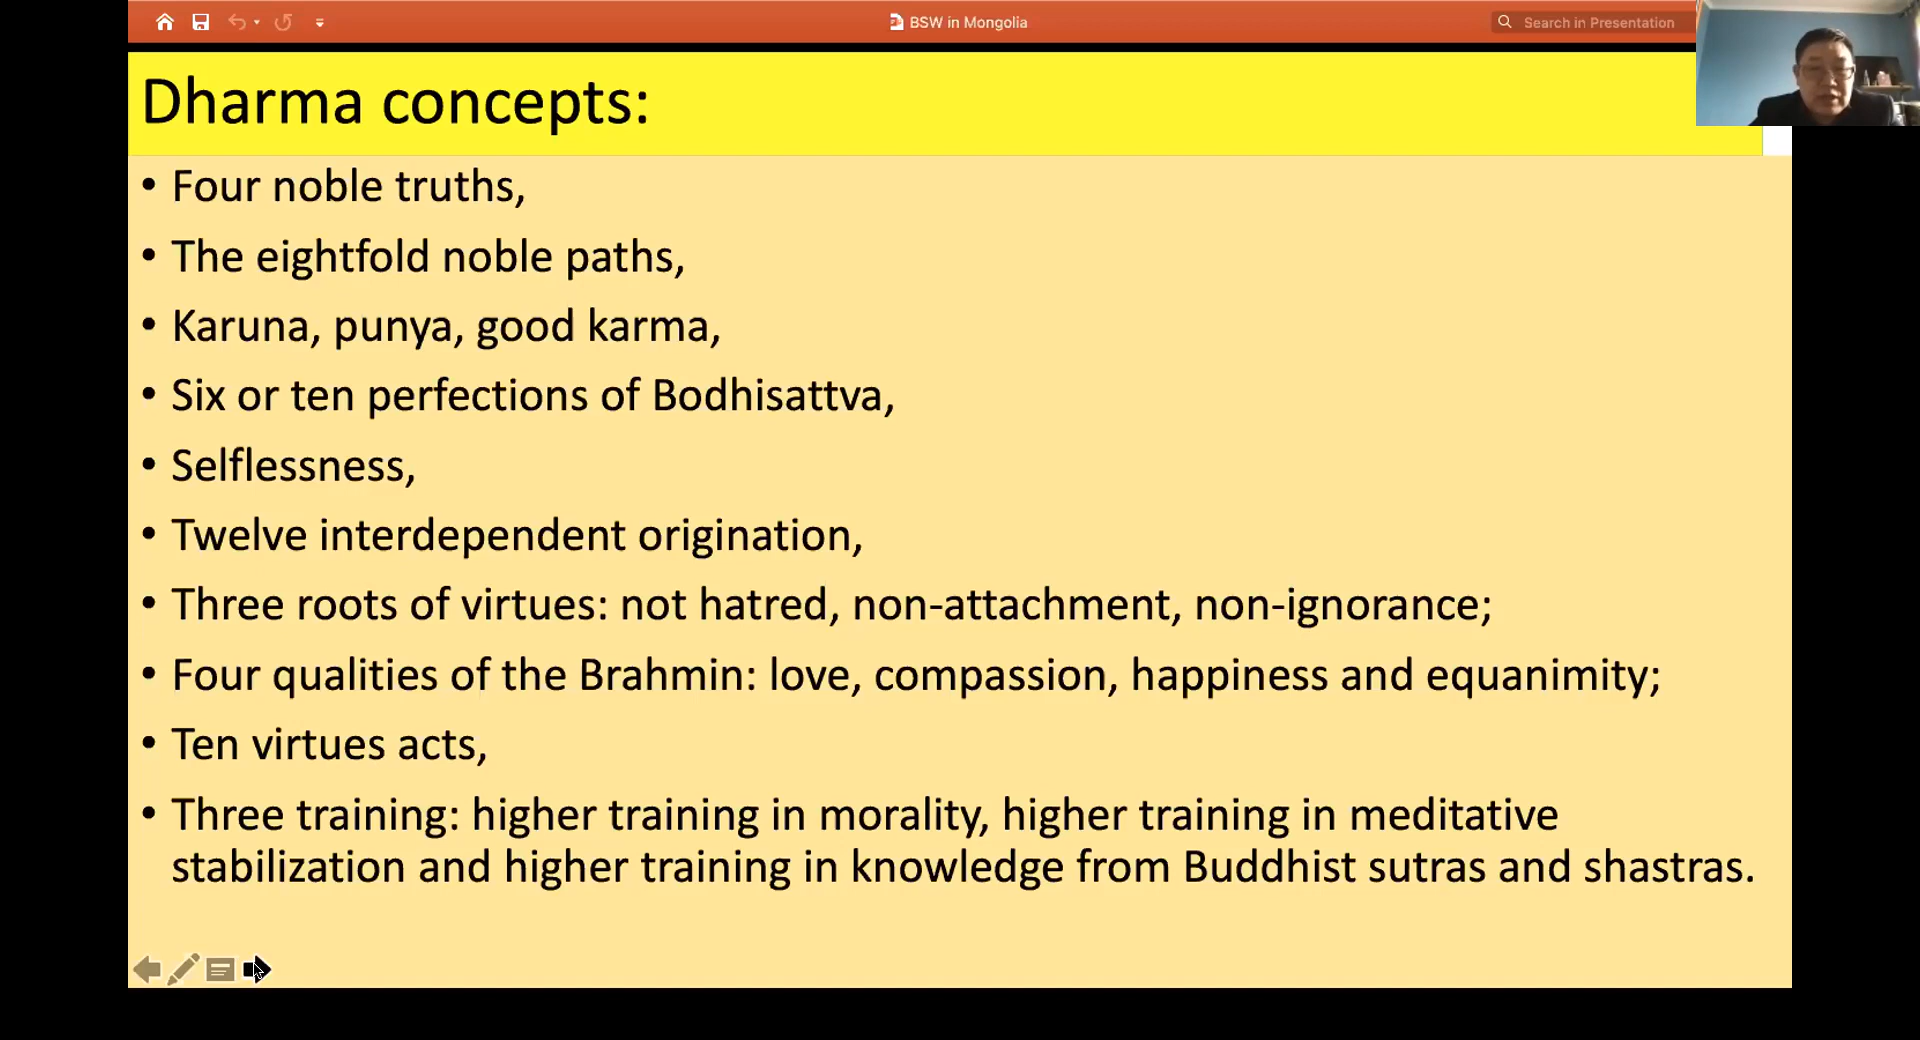 BSW in Mongolia
Search in Presentation
Dharma concepts:
• Four noble truths,
• The eightfold noble paths,
• Karuna, punya, good karma,
• Six or ten perfections of Bodhisattva,
• Selflessness,
• Twelve interdependent origination,
• Three roots of virtues: not hatred, non-attachment, non-ignorance;
• Four qualities of the Brahmin: love, compassion, happiness and equanimity;
• Ten virtues acts,
• Three training: higher training in morality, higher training in meditative
stabilization and higher training in knowledge from Buddhist sutras and shastras.